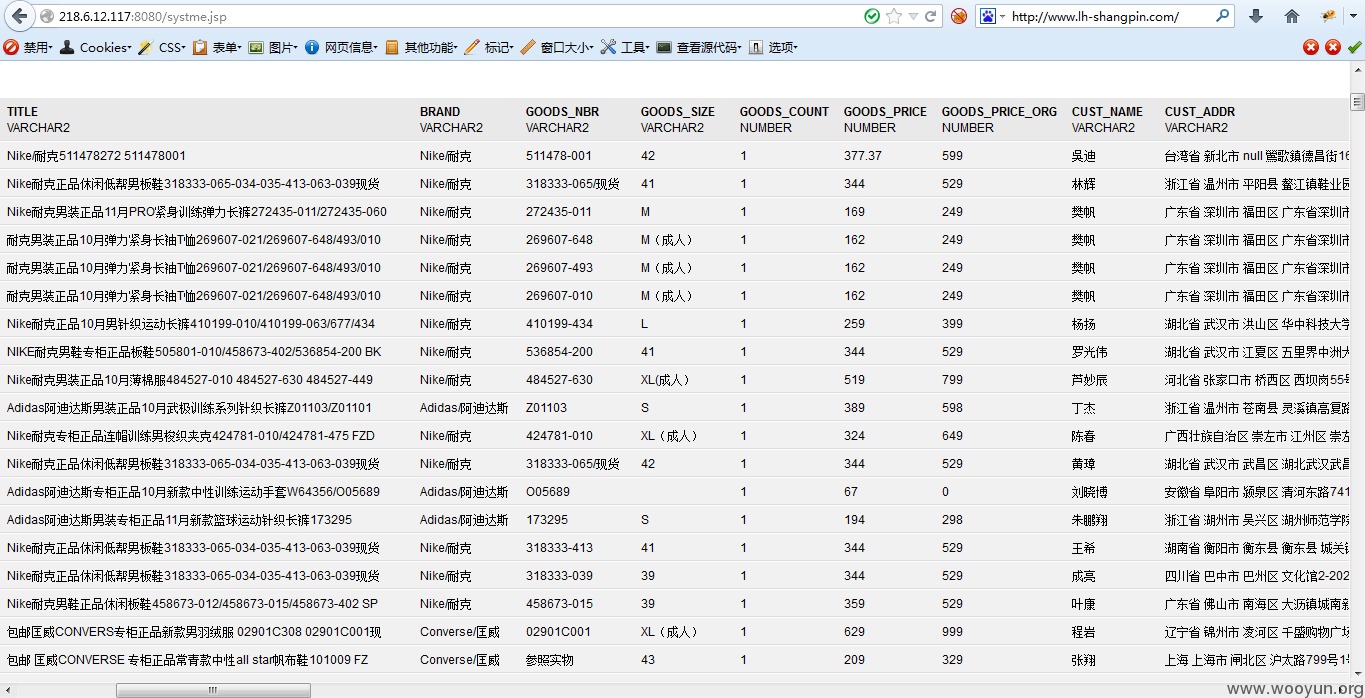 218.6.12.117:8080/systme.jsp http://www.lh-shangpin.com/
禁用 Cookies CSS 表单 图片 网页信息 其他功能 标记 窗口大小 工具 查看源代码 选项
TITLE BRAND GOODS_NBR GOODS_SIZE GOODS_COUNT GOODS_PRICE GOODS_PRICE_ORG CUST_NAME CUST_ADDR
VARCHAR2 VARCHAR2 VARCHAR2 VARCHAR2 NUMBER NUMBER NUMBER VARCHAR2 VARCHAR2
Nike/耐克511478272 511478001 Nike/耐克 511478-001 42 1 377.37 599 吳迪 台湾省 新北市 null 鶯歌鎮德昌街16
Nike耐克正品休闲低帮男板鞋318333-065-034-035-413-063-039现货 Nike/耐克 318333-065/现货 41 1 344 529 林辉 浙江省 温州市 平阳县 鳌江镇鞋业园
Nike耐克男装正品11月PRO紧身训练弹力长裤272435-011/272435-060 Nike/耐克 272435-011 M 1 169 249 樊帆 广东省 深圳市 福田区 广东省深圳市
耐克男装正品10月弹力紧身长袖T恤269607-021/269607-648/493/010 Nike/耐克 269607-648 M（成人） 1 162 249 樊帆 广东省 深圳市 福田区 广东省深圳市
耐克男装正品10月弹力紧身长袖T恤269607-021/269607-648/493/010 Nike/耐克 269607-493 M（成人） 1 162 249 樊帆 广东省 深圳市 福田区 广东省深圳市
耐克男装正品10月弹力紧身长袖T恤269607-021/269607-648/493/010 Nike/耐克 269607-010 M（成人） 1 162 249 樊帆 广东省 深圳市 福田区 广东省深圳市
Nike耐克正品10月男针织运动长裤410199-010/410199-063/677/434 Nike/耐克 410199-434 L 1 259 399 杨扬 湖北省 武汉市 洪山区 华中科技大学
NIKE耐克男鞋专柜正品板鞋505801-010/458673-402/536854-200 BK Nike/耐克 536854-200 41 1 344 529 罗光伟 湖北省 武汉市 江夏区 五里界中洲大
Nike耐克男装正品10月薄棉服484527-010 484527-630 484527-449 Nike/耐克 484527-630 XL(成人） 1 519 799 芦妙辰 河北省 张家口市 桥西区 西坝岗55号
Adidas阿迪达斯男装正品10月武极训练系列针织长裤Z01103/Z01101 Adidas/阿迪达斯 Z01103 S 1 389 598 丁杰 浙江省 温州市 苍南县 灵溪镇高复路
Nike耐克专柜正品连帽训练男梭织夹克424781-010/424781-475 FZD Nike/耐克 424781-010 XL（成人） 1 324 649 陈春 广西壮族自治区 崇左市 江州区 崇左
Nike耐克正品休闲低帮男板鞋318333-065-034-035-413-063-039现货 Nike/耐克 318333-065/现货 42 1 344 529 黄璋 湖北省 武汉市 武昌区 湖北武汉武昌
Adidas阿迪达斯专柜正品10月新款中性训练运动手套W64356/O05689 Adidas/阿迪达斯 O05689 1 67 0 刘晓博 安徽省 阜阳市 颍泉区 清河东路741
Adidas阿迪达斯男装专柜正品11月新款篮球运动针织长裤173295 Adidas/阿迪达斯 173295 S 1 194 298 朱鹏翔 浙江省 湖州市 吴兴区 湖州师范学院
Nike耐克正品休闲低帮男板鞋318333-065-034-035-413-063-039现货 Nike/耐克 318333-413 41 1 344 529 王希 湖南省 衡阳市 衡东县 衡东县 城关镇
Nike耐克正品休闲低帮男板鞋318333-065-034-035-413-063-039现货 Nike/耐克 318333-039 39 1 344 529 成亮 四川省 巴中市 巴州区 文化馆2-202
Nike耐克男鞋正品休闲板鞋458673-012/458673-015/458673-402 SP Nike/耐克 458673-015 39 1 359 529 叶康 广东省 佛山市 南海区 大沥镇城南新
包邮匡威CONVERS专柜正品新款男羽绒服 02901C308 02901C001现 Converse/匡威 02901C001 XL（成人） 1 629 999 程岩 辽宁省 锦州市 凌河区 千盛购物广场
包邮 匡威CONVERSE 专柜正品常青款中性all star帆布鞋101009 FZ Converse/匡威 参照实物 43 1 209 329 张翔 上海 上海市 闸北区 沪太路799号1
www.wooyun.org